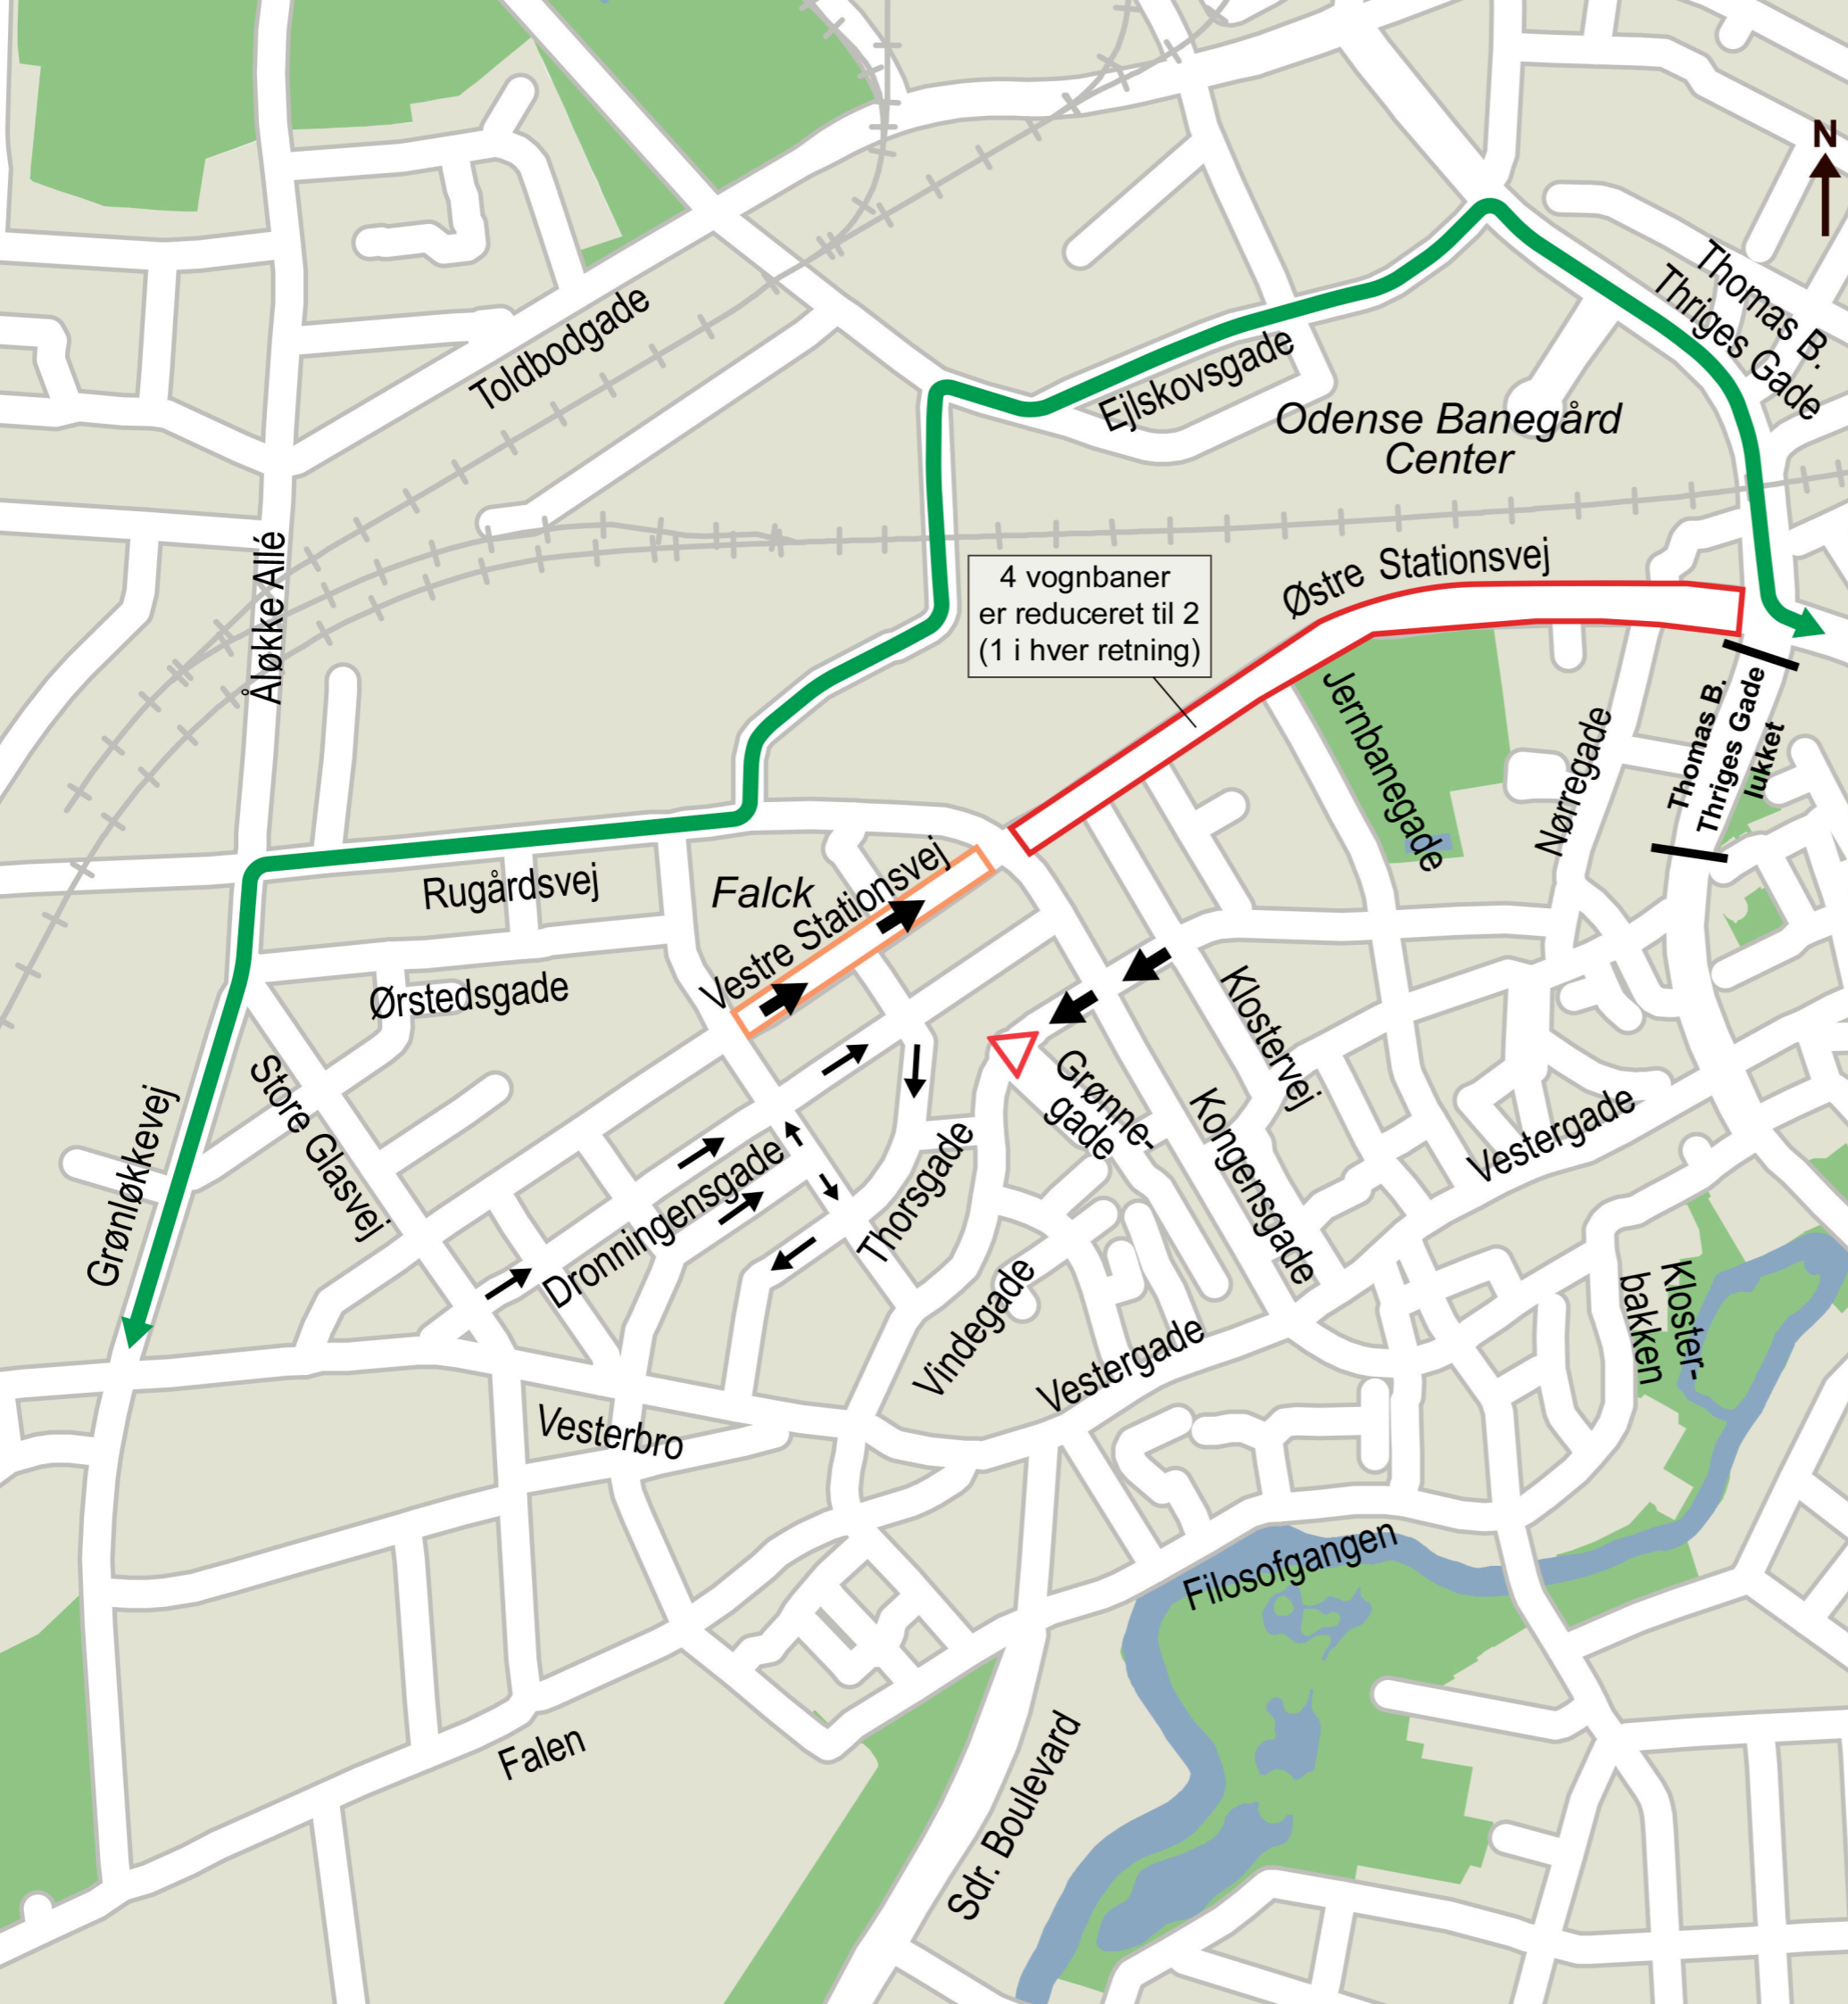 N
Thomas B.
Thriges Gade
Toldbodgade
Ejlskovsgade
Odense Banegård
Center
Åløkke Allé
4 vognbaner
er reduceret til 2
(1 i hver retning)
Østre Stationsvej
Jernbanegade
Nørregade
Thomas B.
Thriges Gade
lukket
Rugårdsvej
Falck
Vestre Stationsvej
Ørstedsgade
Klostervej
Store Glasvej
Grønne-
gade
Grønløkkevej
Kongensgade
Vestergade
Dronningensgade
Thorsgade
Vindegade
Kloster-
bakken
Vestergade
Vesterbro
Filosofgangen
Falen
Sdr. Boulevard